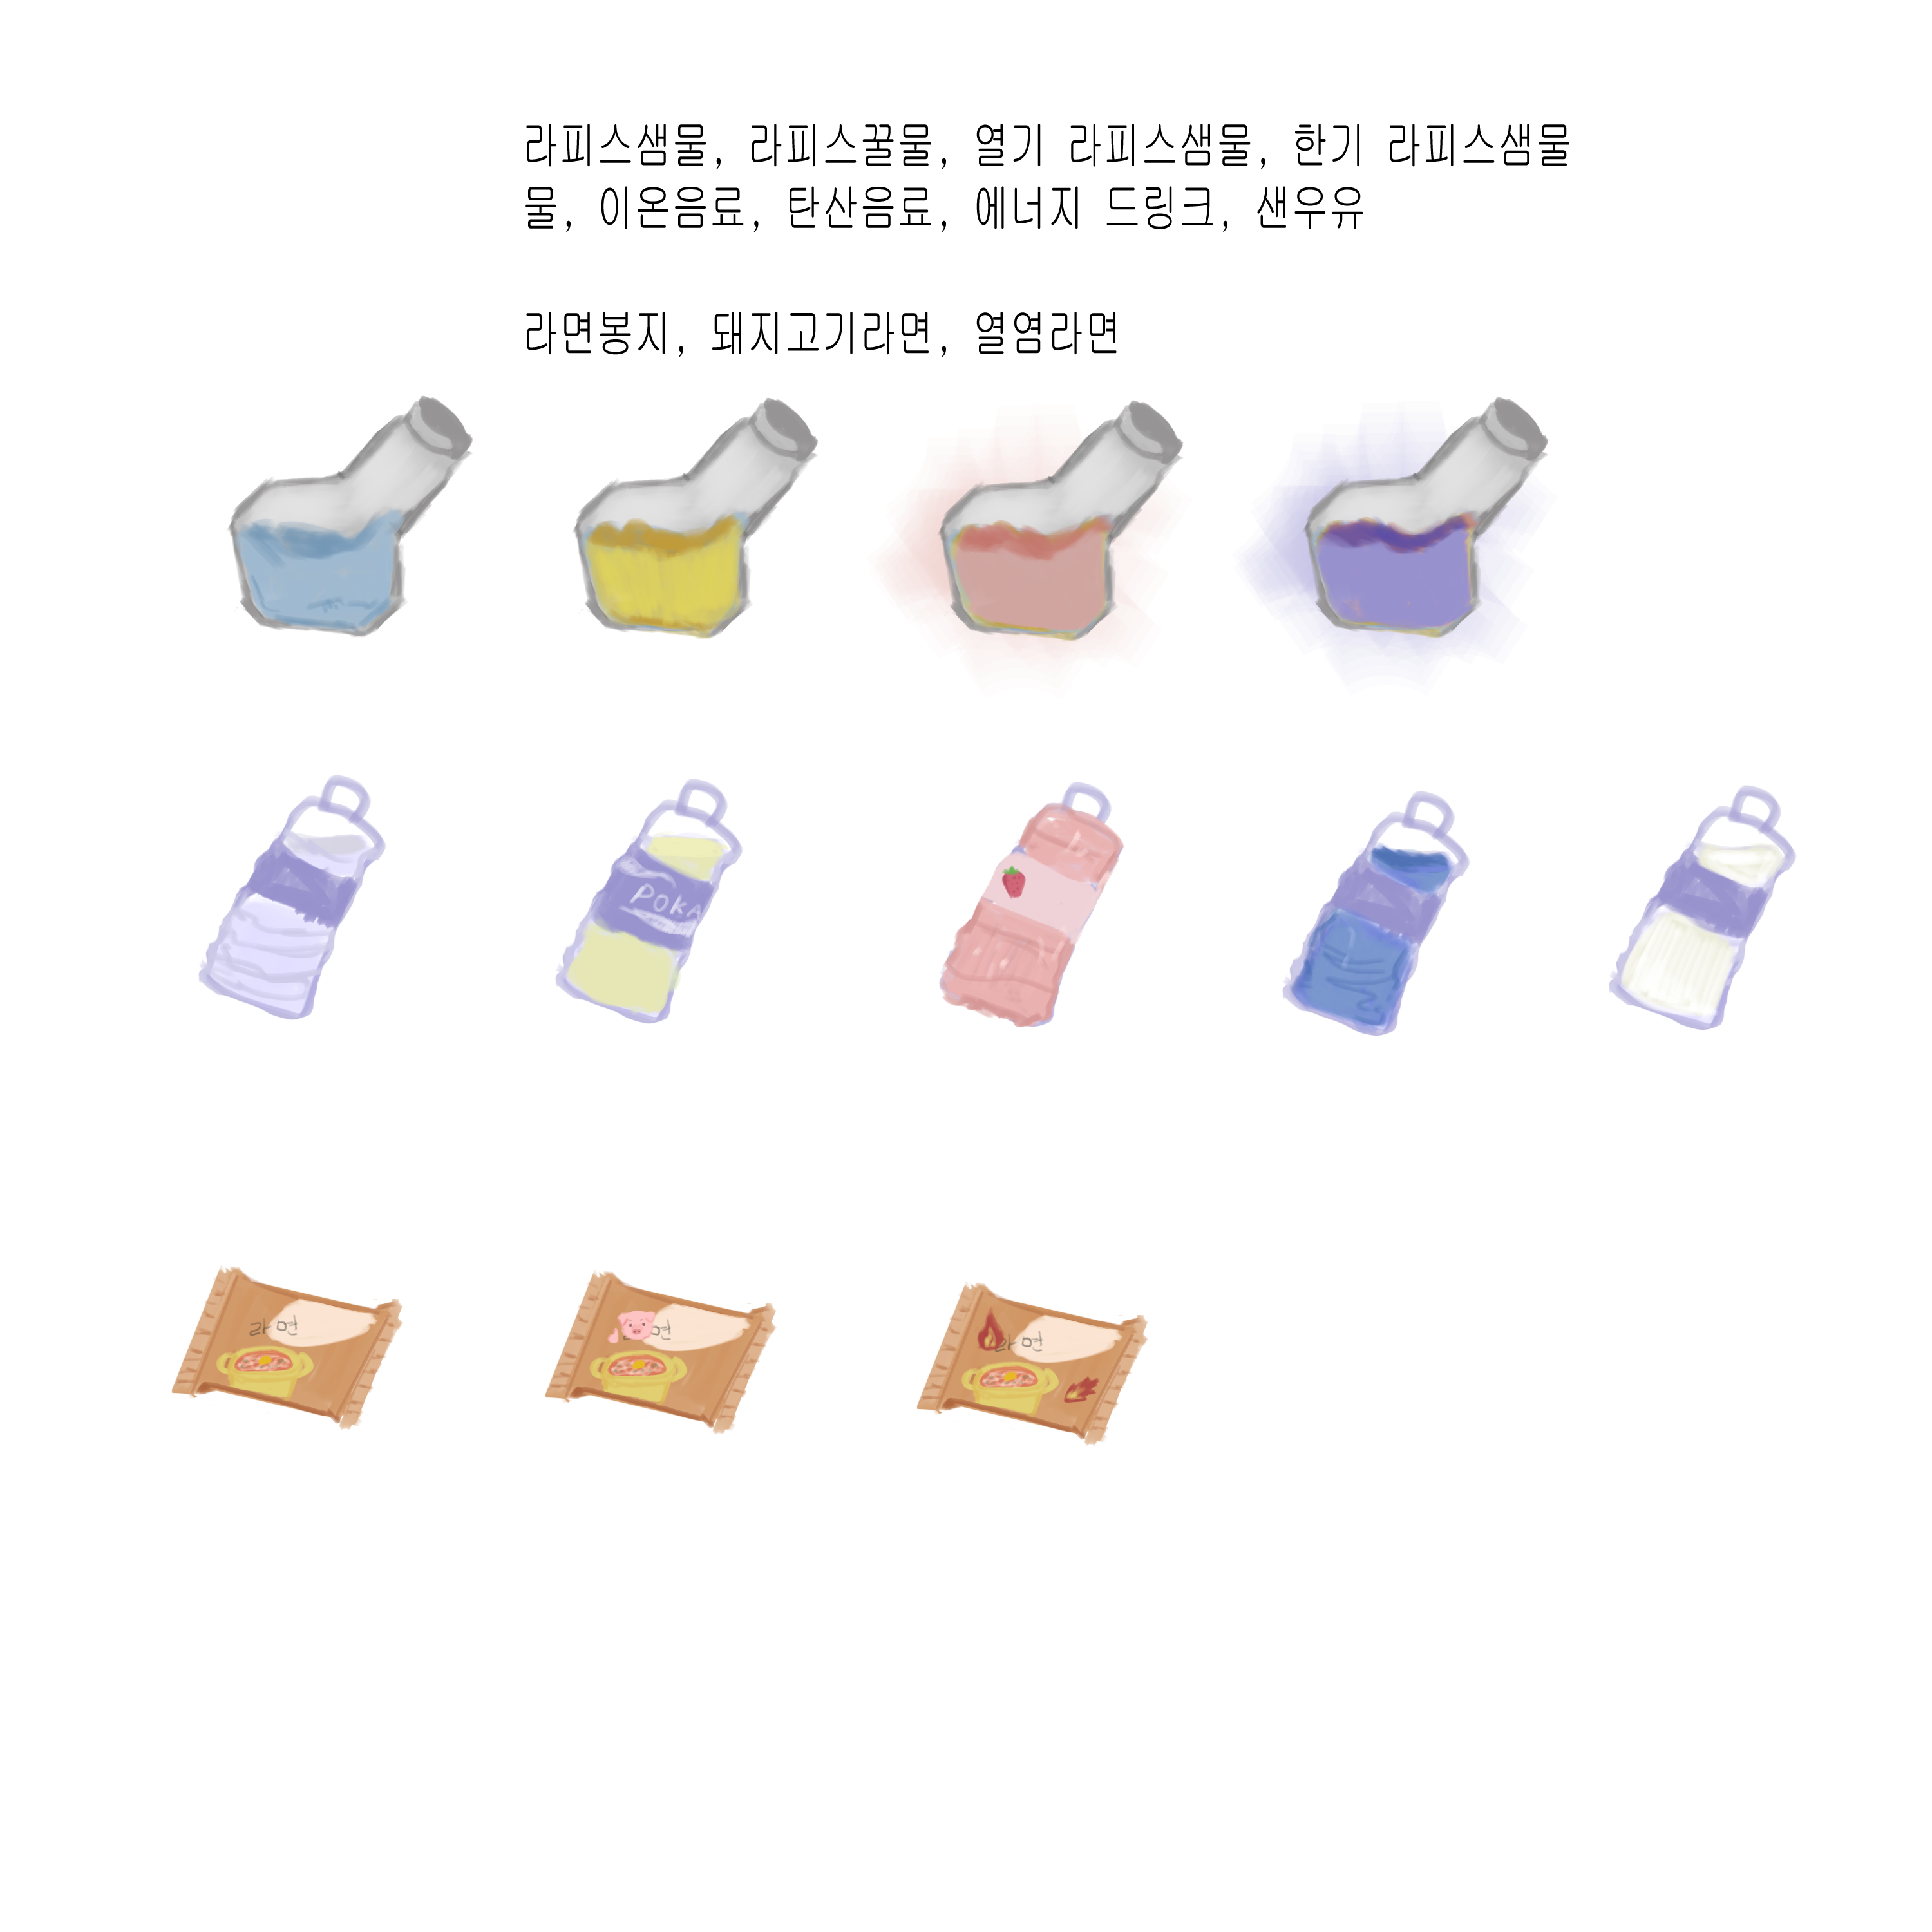 라피스샘물, 라피스꿀물, 열기 라피스샘물, 한기 라피스샘물
물, 이온음료, 탄산음료, 에너지 드링크, 샌우유
라면봉지, 돼지고기라면, 열염라면
POKA
라면
면
라면